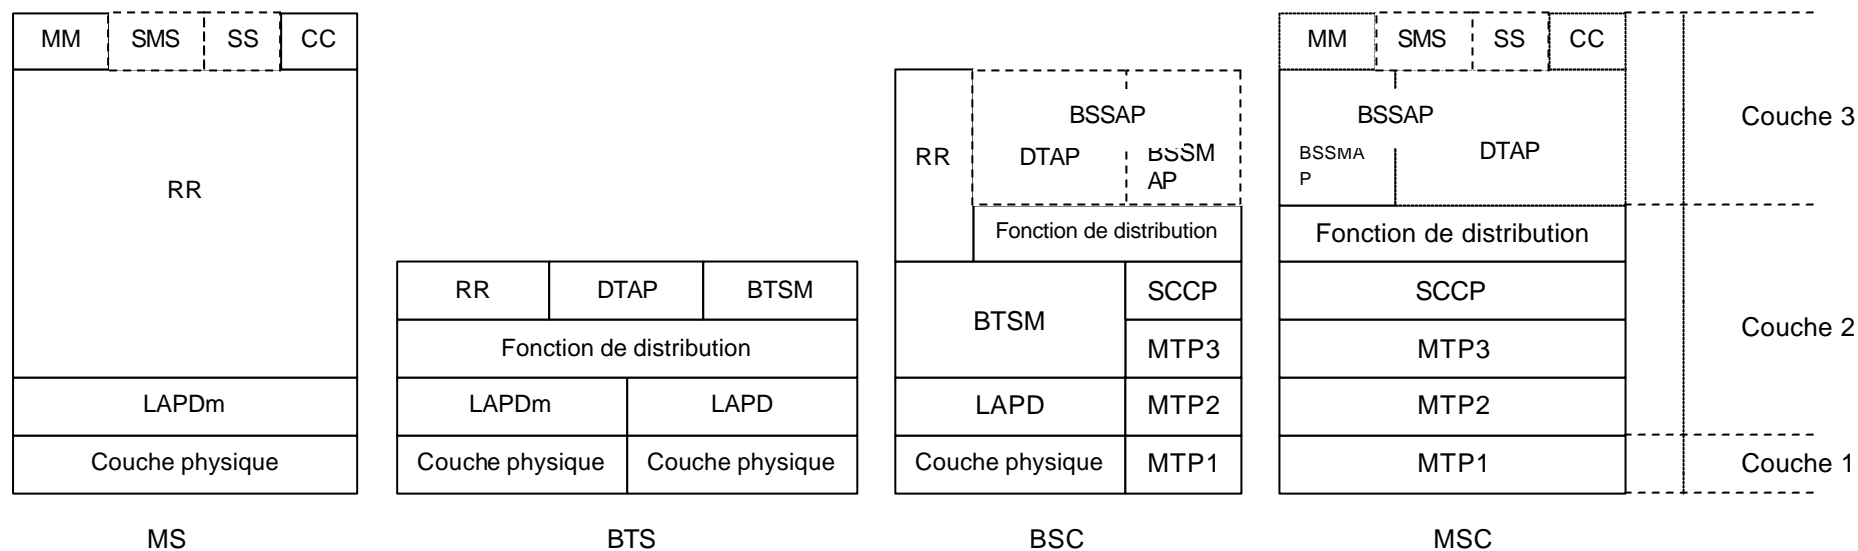 MM SMS SS CC
RR
LAPDm
Couche physique
MS
RR DTAP BTSM
Fonction de distribution
LAPDm LAPD
Couche physique Couche physique
BTS
RR
BSSAP
DTAP
BSSM
AP
Fonction de distribution
BTSM
SCCP
MTP3
LAPD MTP2
Couche physique MTP1
BSC
MM SMS SS CC
BSSAP
BSSMA
P
DTAP
Fonction de distribution
SCCP
MTP3
MTP2
MTP1
MSC
Couche 3
Couche 2
Couche 1